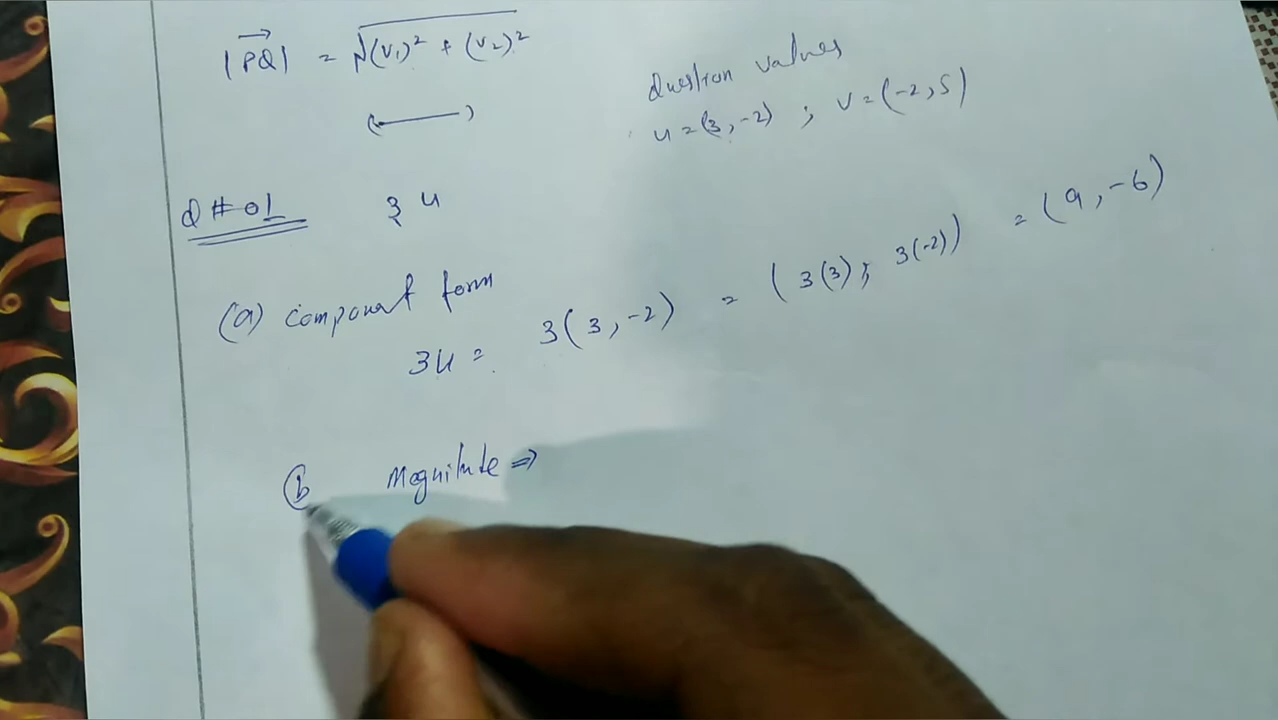 |PQ| = √(v₁)² + (v₂)²
Question values
u = (3, -2) ; v = (-2, 5)
Q # 01 3 u
(a) component form
3u = 3(3, -2) = (3(3), 3(-2)) = (9, -6)
(b Magnitude ⇒